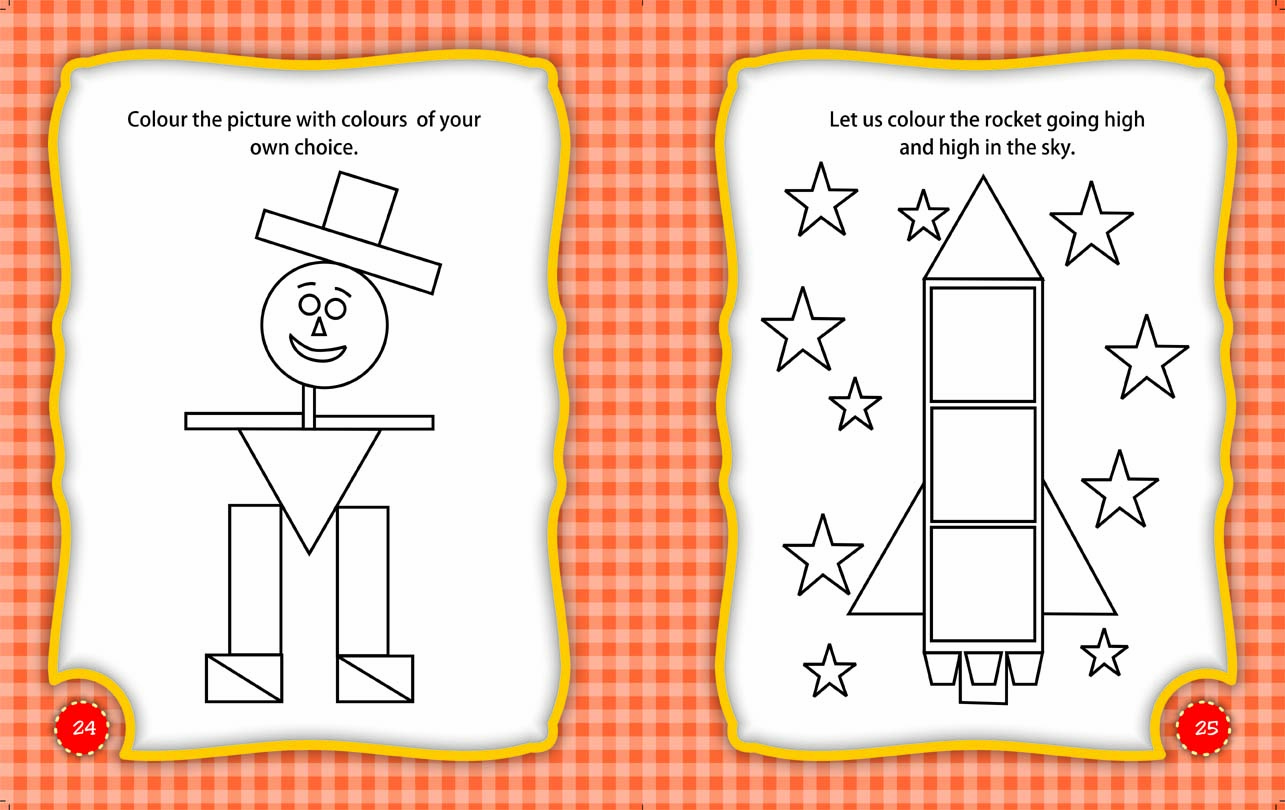 Colour the picture with colours of your
own choice.
24
Let us colour the rocket going high
and high in the sky.
25